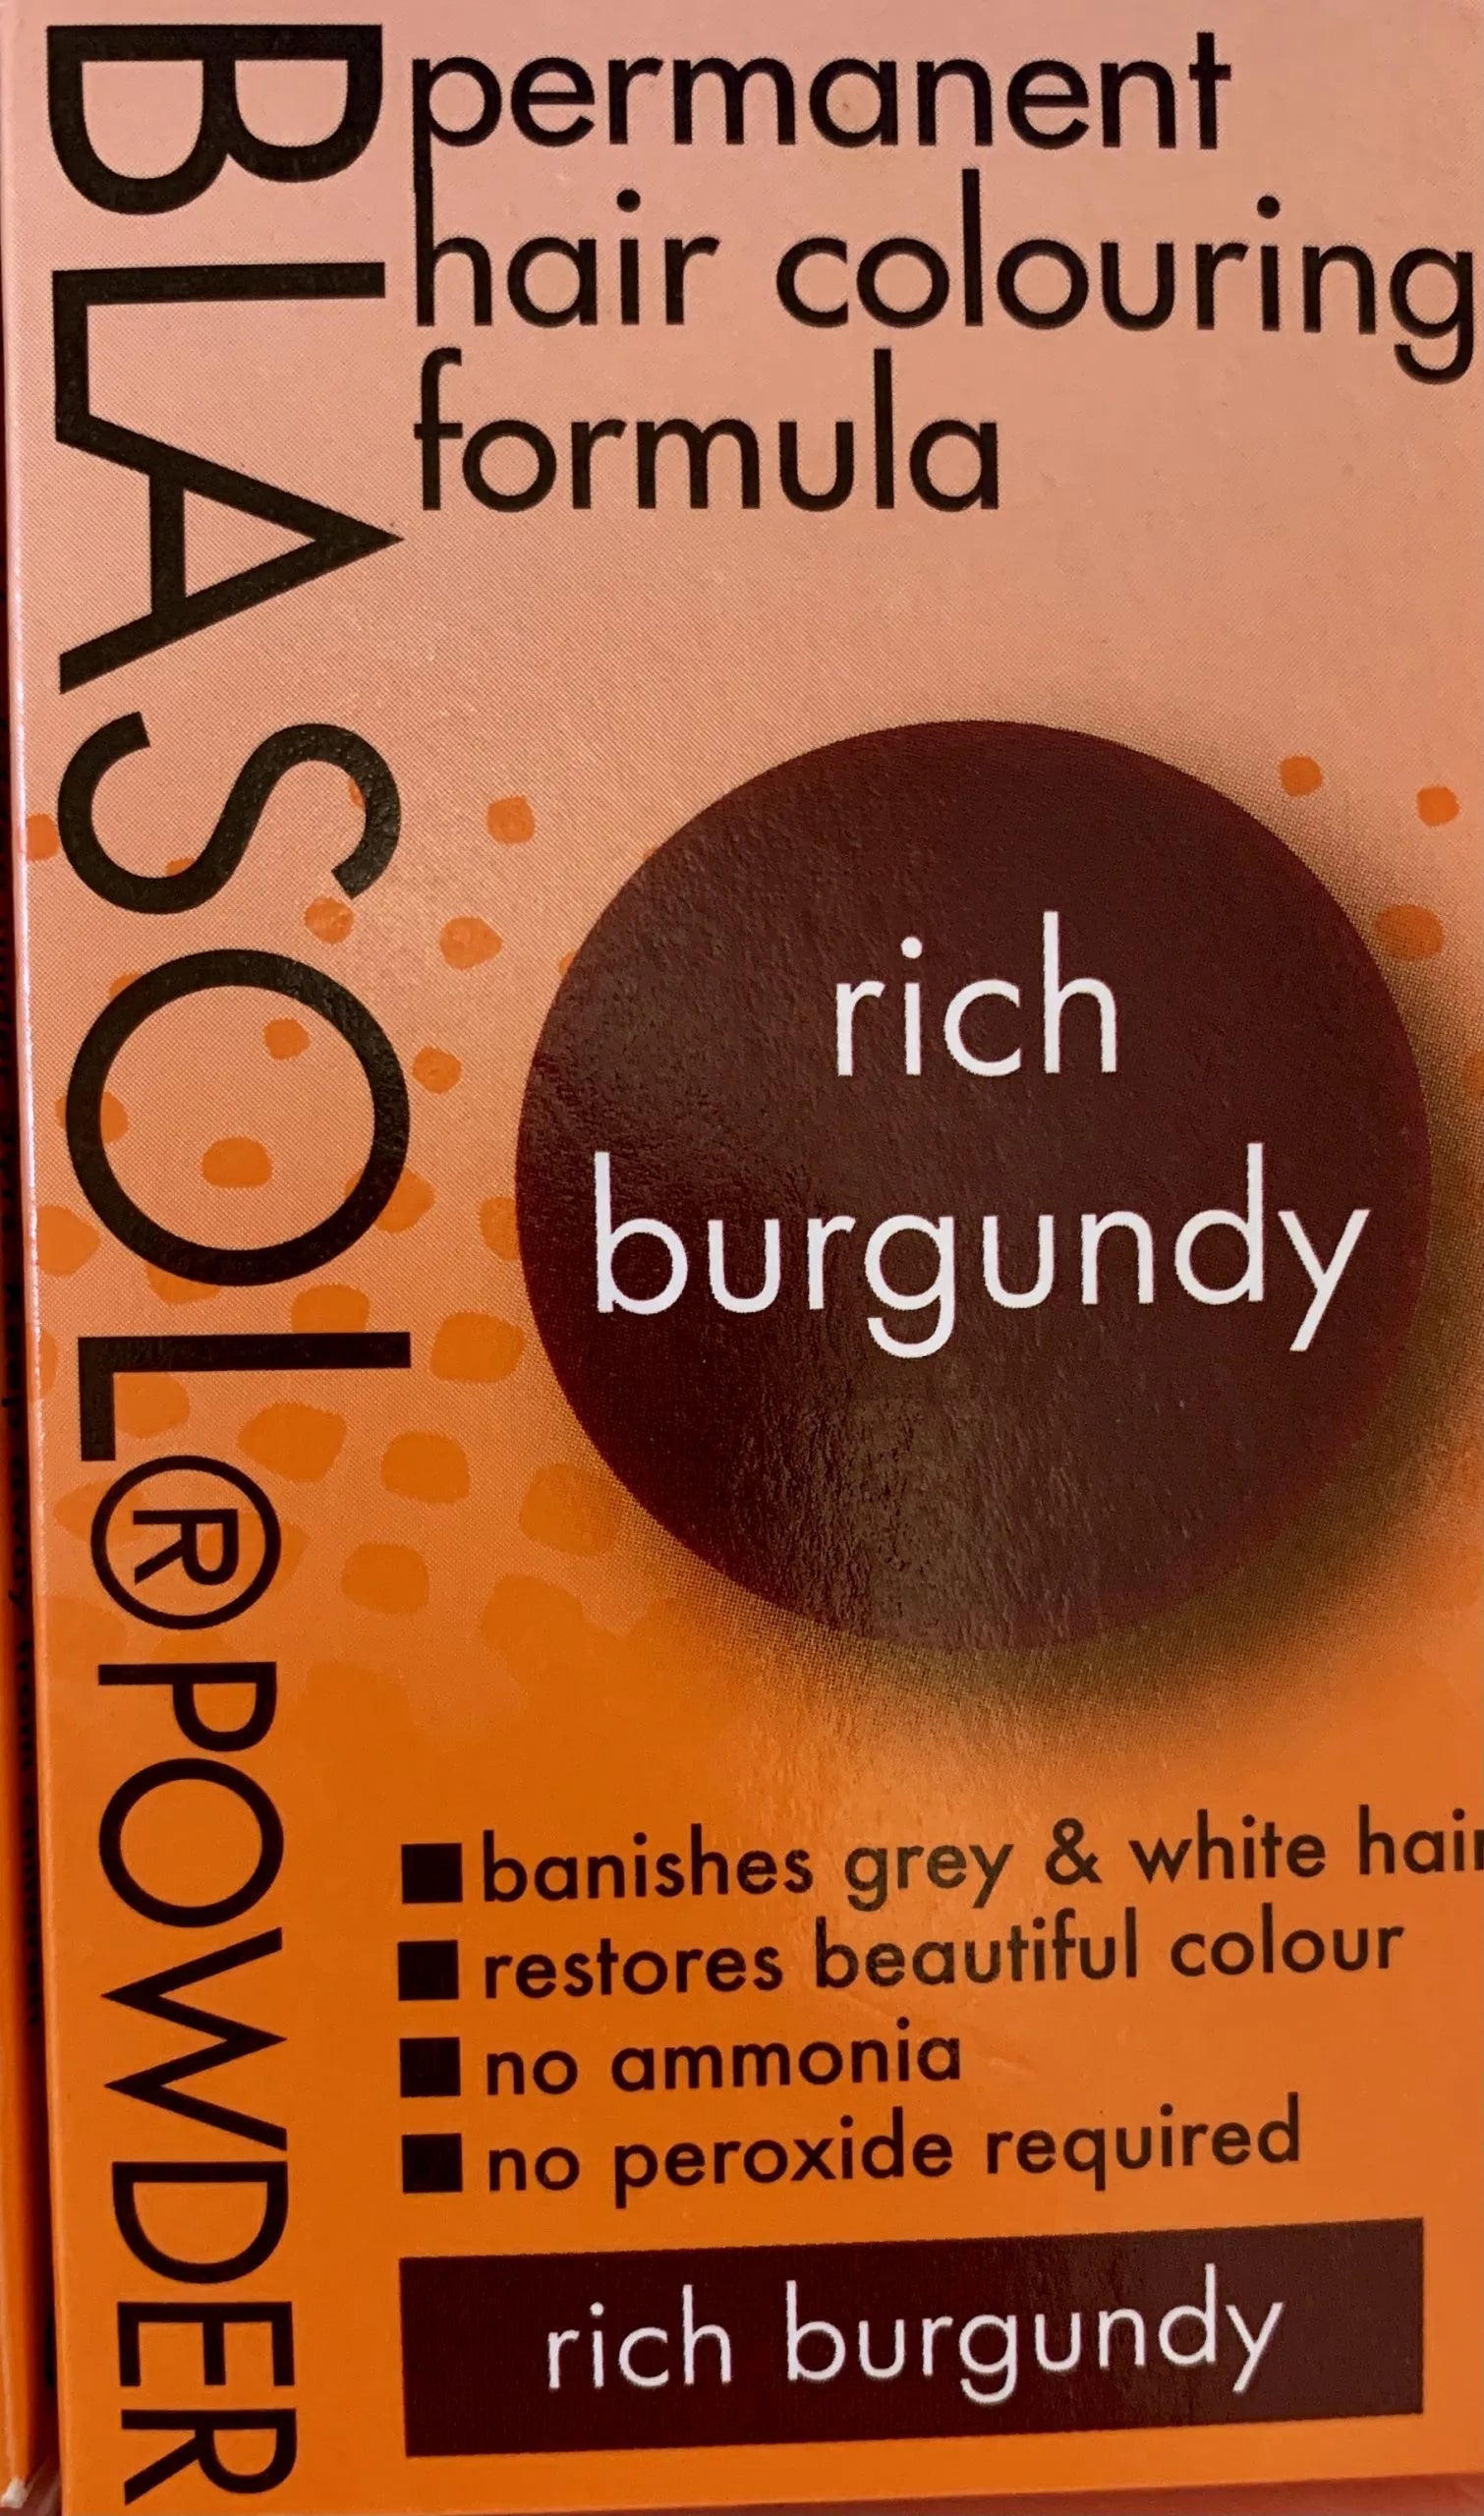 BLASOL® POWDER
permanent
hair colouring
formula
rich
burgundy
■ banishes grey & white hair
■ restores beautiful colour
■ no ammonia
■ no peroxide required
rich burgundy